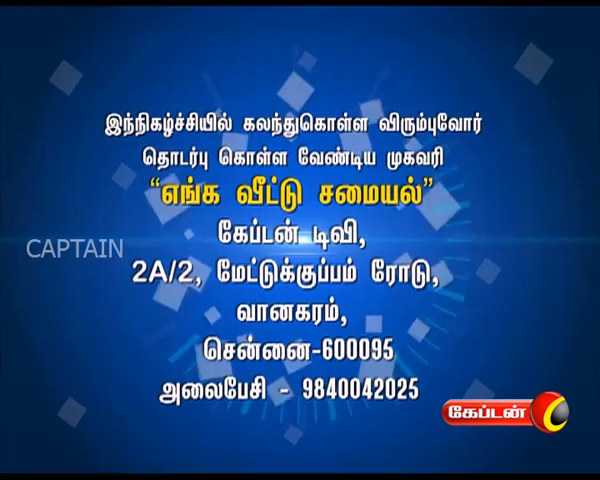 இந்நிகழ்ச்சியில் கலந்துகொள்ள விரும்புவோர்
தொடர்பு கொள்ள வேண்டிய முகவரி
“எங்க வீட்டு சமையல்”
கேப்டன் டிவி,
CAPTAIN
2A/2, மேட்டுக்குப்பம் ரோடு,
வானகரம்,
சென்னை-600095
அலைபேசி - 9840042025
கேப்டன்